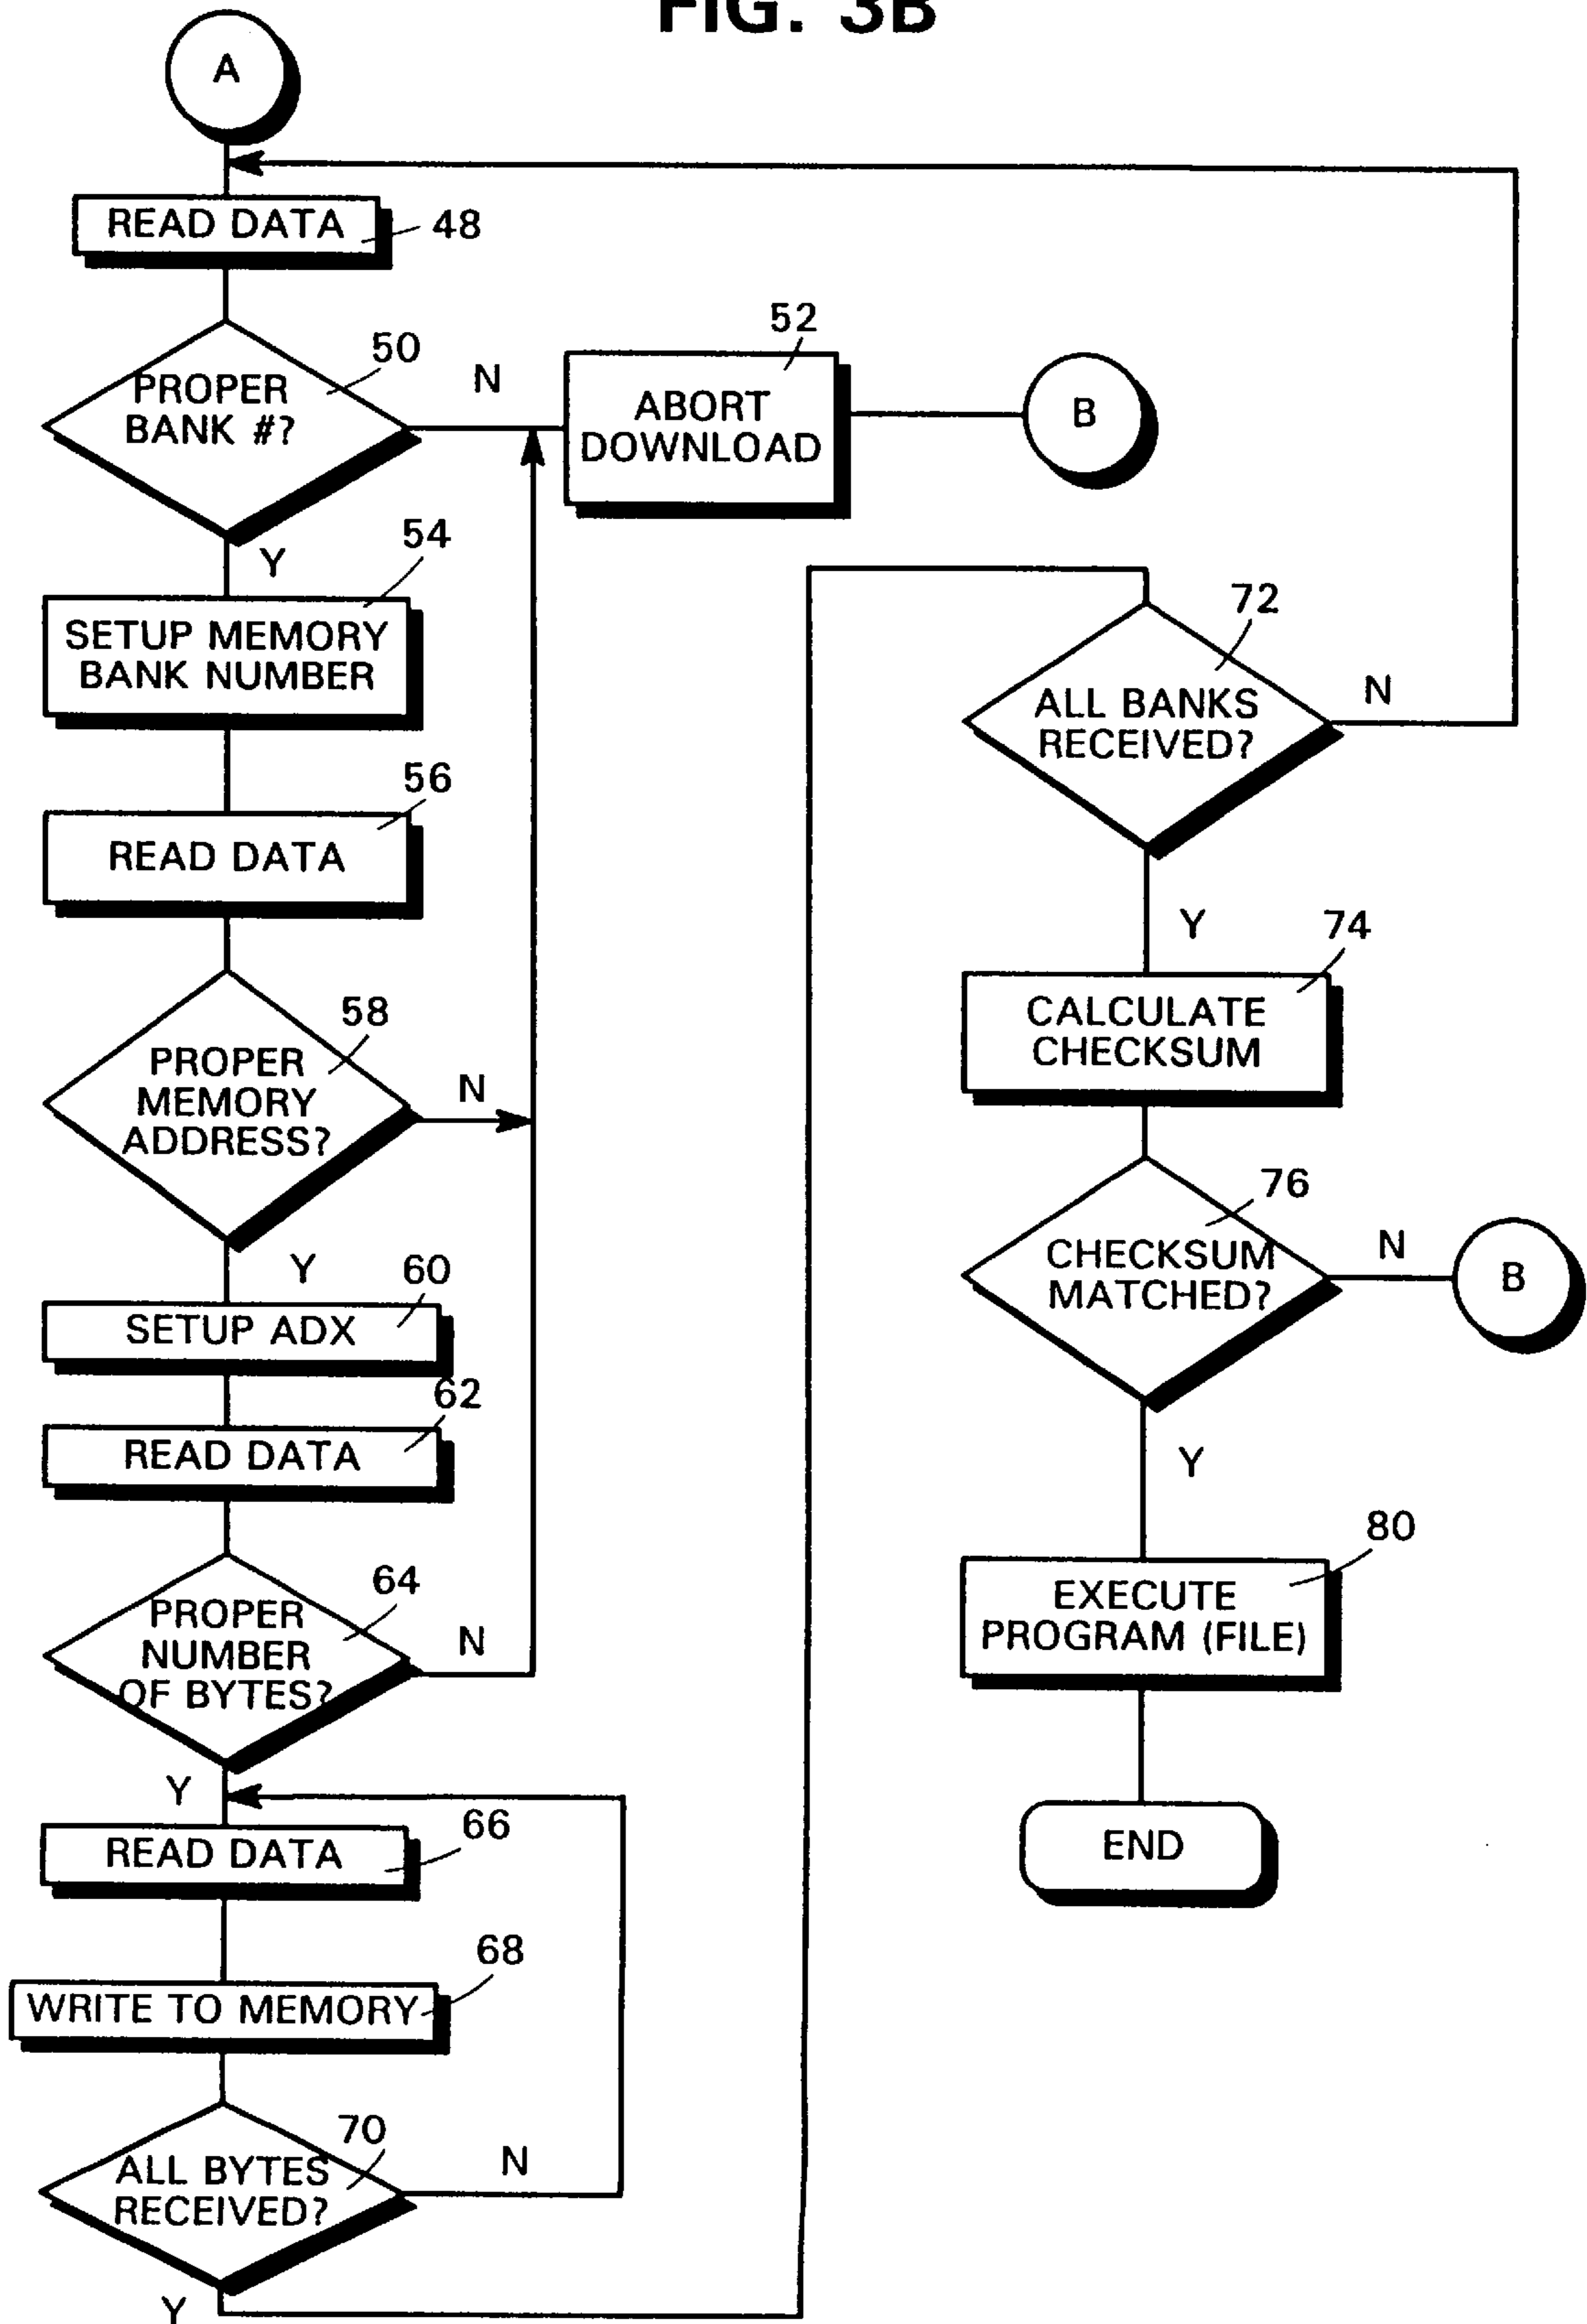 FIG. 3B
A
READ DATA
48
PROPER
BANK #?
50
N
52
ABORT
DOWNLOAD
B
Y
54
SETUP MEMORY
BANK NUMBER
56
READ DATA
58
PROPER
MEMORY
ADDRESS?
N
Y
60
SETUP ADX
62
READ DATA
64
PROPER
NUMBER
OF BYTES?
N
Y
READ DATA
66
68
WRITE TO MEMORY
70
ALL BYTES
RECEIVED?
N
Y
72
ALL BANKS
RECEIVED?
N
Y
74
CALCULATE
CHECKSUM
76
CHECKSUM
MATCHED?
N
B
Y
80
EXECUTE
PROGRAM (FILE)
END